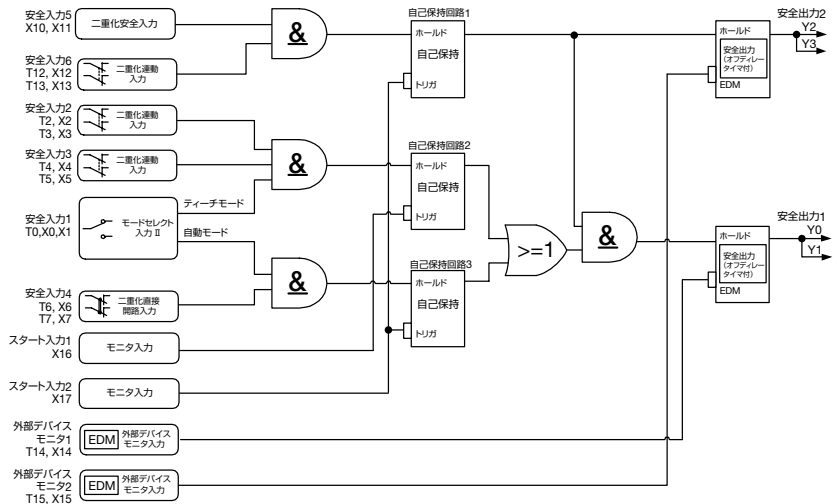 安全入力5
X10, X11
二重化安全入力
安全入力6
T12, X12
T13, X13
二重化連動
入力
安全入力2
T2, X2
T3, X3
二重化連動
入力
安全入力3
T4, X4
T5, X5
二重化連動
入力
安全入力1
T0,X0,X1
モードセレクト
入力 II
ティーチモード
自動モード
安全入力4
T6, X6
T7, X7
二重化直接
開路入力
スタート入力1
X16
モニタ入力
スタート入力2
X17
モニタ入力
外部デバイス
モニタ1
T14, X14
EDM
外部デバイス
モニタ入力
外部デバイス
モニタ2
T15, X15
EDM
外部デバイス
モニタ入力
&
&
&
自己保持回路1
ホールド
自己保持
トリガ
自己保持回路2
ホールド
自己保持
トリガ
自己保持回路3
ホールド
自己保持
トリガ
>=1
&
ホールド
安全出力
(オフディレー
タイマ付)
EDM
安全出力2
Y2
Y3
ホールド
安全出力
(オフディレー
タイマ付)
EDM
安全出力1
Y0
Y1